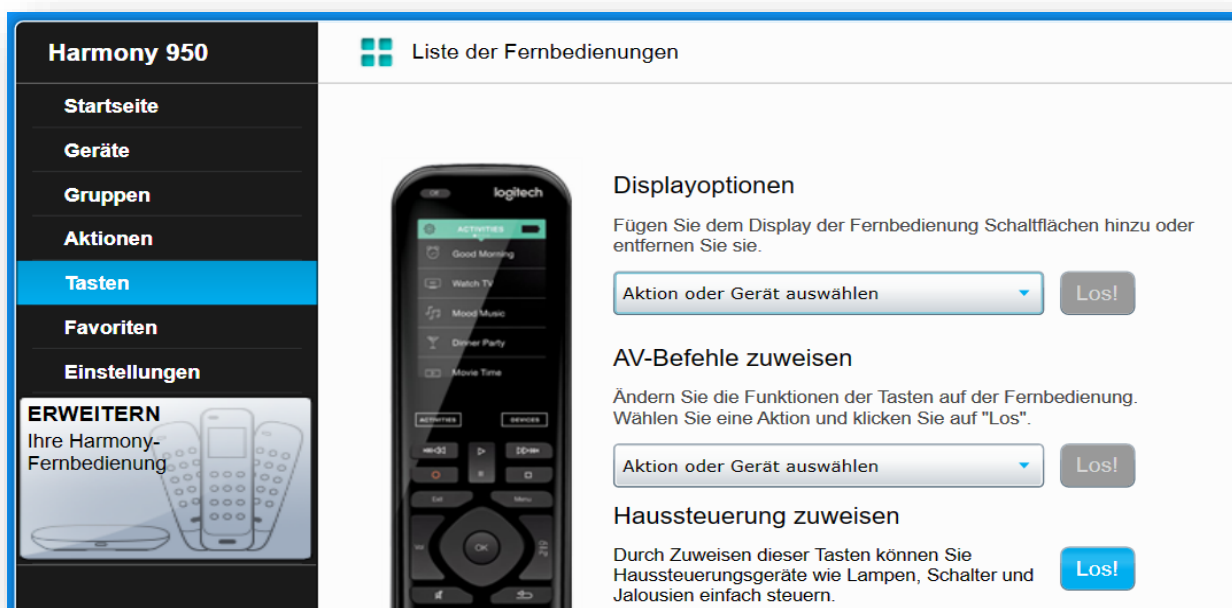 Harmony 950
Liste der Fernbedienungen
Startseite
Geräte
Gruppen
Aktionen
Tasten
Favoriten
Einstellungen
ERWEITERN
Ihre Harmony-
Fernbedienung
logitech
Off
ACTIVITIES
Good Morning
Watch TV
Mood Music
Dinner Party
Movie Time
ACTIVITIES
DEVICES
Exit
Menu
OK
Displayoptionen
Fügen Sie dem Display der Fernbedienung Schaltflächen hinzu oder
entfernen Sie sie.
Aktion oder Gerät auswählen
Los!
AV-Befehle zuweisen
Ändern Sie die Funktionen der Tasten auf der Fernbedienung.
Wählen Sie eine Aktion und klicken Sie auf "Los".
Aktion oder Gerät auswählen
Los!
Haussteuerung zuweisen
Durch Zuweisen dieser Tasten können Sie
Haussteuerungsgeräte wie Lampen, Schalter und
Jalousien einfach steuern.
Los!